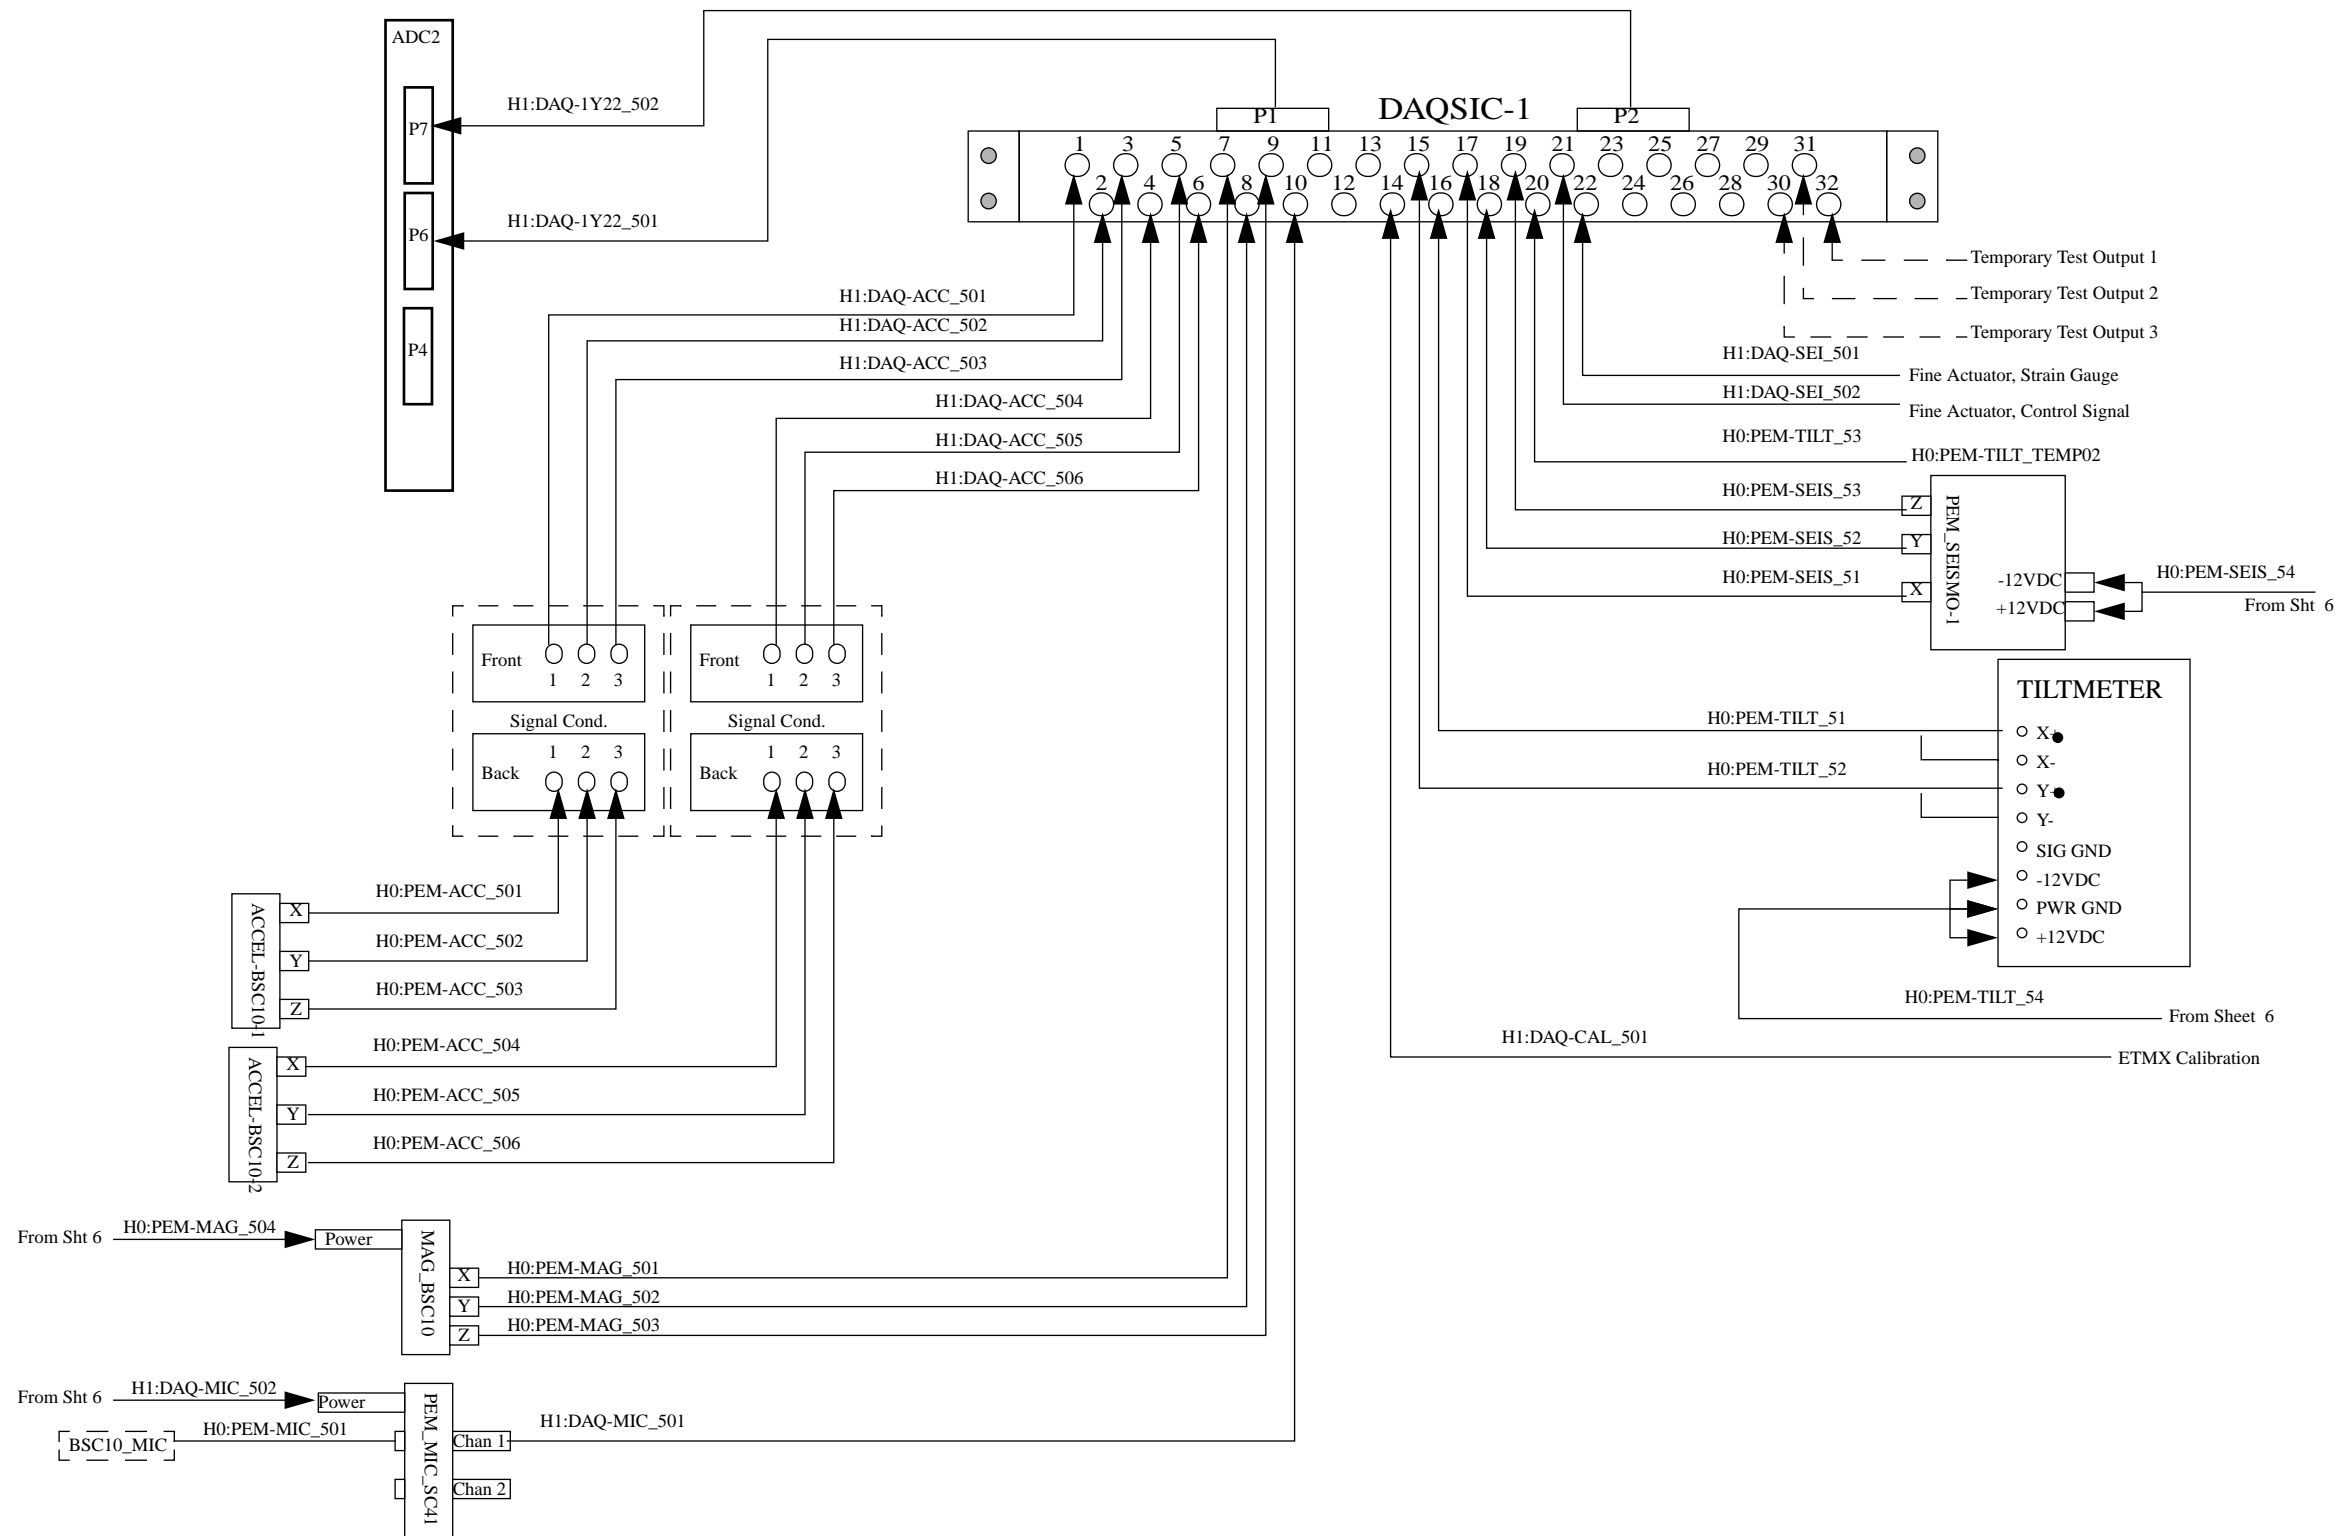 ADC2
P7
P6
P4
H1:DAQ-1Y22_502
H1:DAQ-1Y22_501
DAQSIC-1
P1
P2
1 3 5 7 9 11 13 15 17 19 21 23 25 27 29 31
2 4 6 8 10 12 14 16 18 20 22 24 26 28 30 32
Temporary Test Output 1
Temporary Test Output 2
Temporary Test Output 3
H1:DAQ-ACC_501
H1:DAQ-ACC_502
H1:DAQ-ACC_503
H1:DAQ-ACC_504
H1:DAQ-ACC_505
H1:DAQ-ACC_506
H1:DAQ-SEI_501
Fine Actuator, Strain Gauge
H1:DAQ-SEI_502
Fine Actuator, Control Signal
H0:PEM-TILT_53
H0:PEM-TILT_TEMP02
H0:PEM-SEIS_53
H0:PEM-SEIS_52
H0:PEM-SEIS_51
Z
Y
X
PEM_SEISMO-1
-12VDC
+12VDC
H0:PEM-SEIS_54
From Sht 6
Front
1 2 3
Signal Cond.
1 2 3
Back
Front
1 2 3
Signal Cond.
1 2 3
Back
TILTMETER
X+
X-
Y+
Y-
SIG GND
-12VDC
PWR GND
+12VDC
H0:PEM-TILT_51
H0:PEM-TILT_52
H0:PEM-TILT_54
From Sheet 6
H1:DAQ-CAL_501
ETMX Calibration
ACCEL-BSC10-1
X
Y
Z
H0:PEM-ACC_501
H0:PEM-ACC_502
H0:PEM-ACC_503
ACCEL-BSC10-2
X
Y
Z
H0:PEM-ACC_504
H0:PEM-ACC_505
H0:PEM-ACC_506
From Sht 6
H0:PEM-MAG_504
Power
MAG_BSC10
X
Y
Z
H0:PEM-MAG_501
H0:PEM-MAG_502
H0:PEM-MAG_503
From Sht 6
H1:DAQ-MIC_502
Power
BSC10_MIC
H0:PEM-MIC_501
PEM_MIC_SC41
Chan 1
Chan 2
H1:DAQ-MIC_501